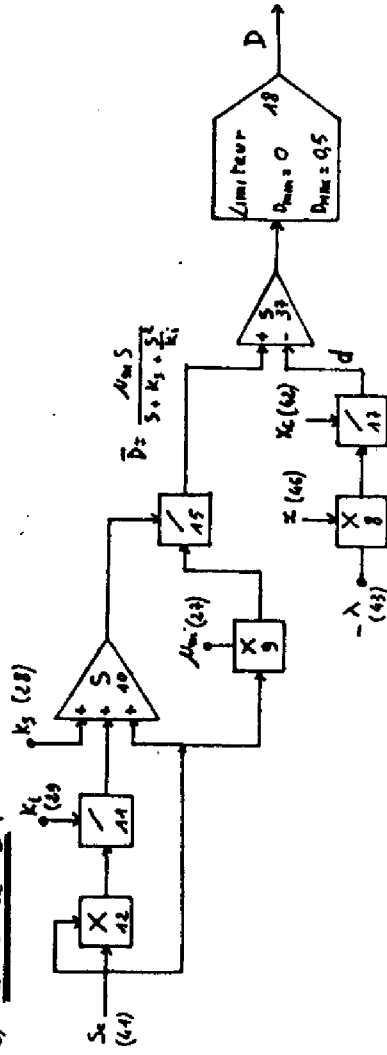 Sc
(41)
X
12
Ki
(29
/
11
Ks (28)
+
+
+
S
10
μm (27)
X
9
/
15
D̄ = μm S / (S + Ks + S²/Ki)
-λ
(43)
x (46)
X
8
Xc (42)
/
17
d
+
-
S
37
Limiteur
18
Dmin = 0
Dmax = 0,5
D